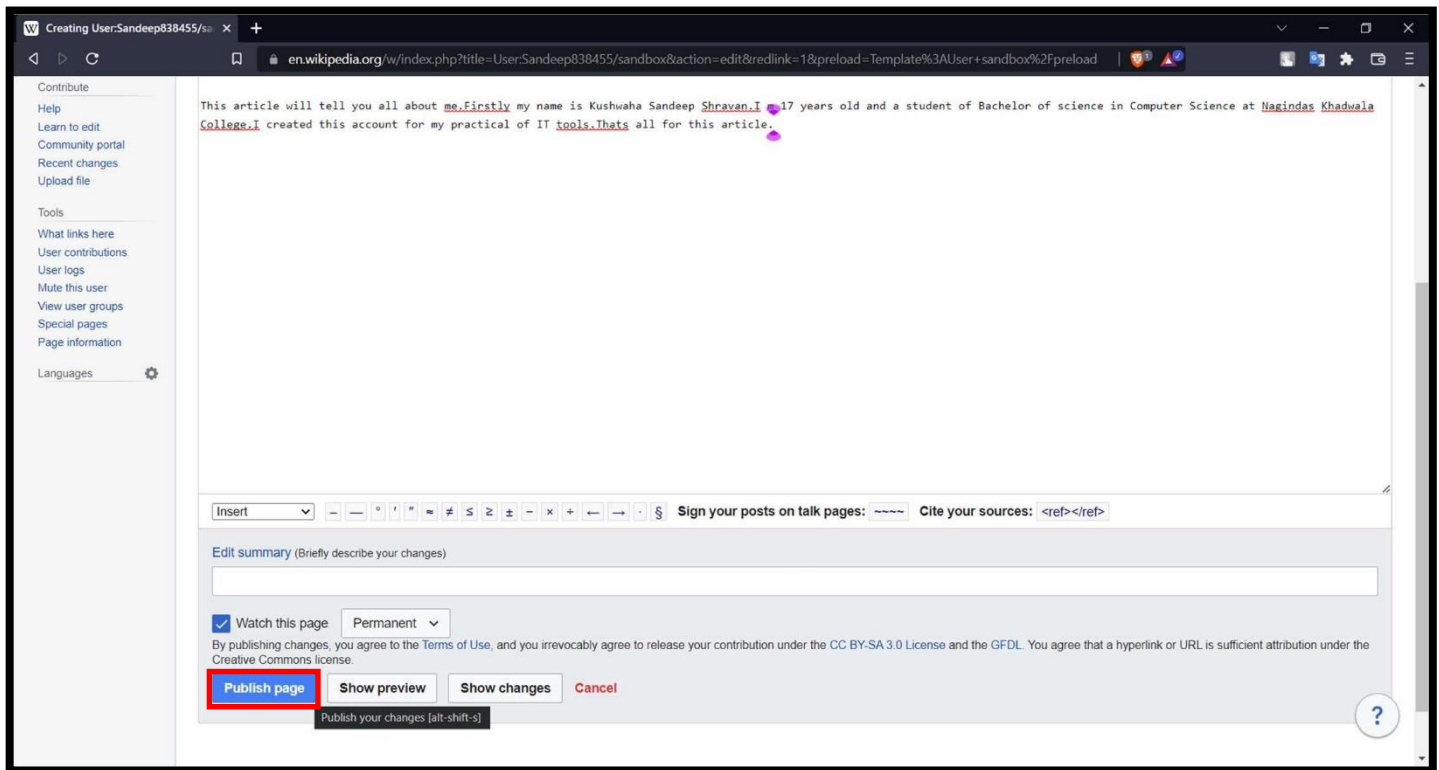 Creating User:Sandeep838455/sa
en.wikipedia.org/w/index.php?title=User:Sandeep838455/sandbox&action=edit&redlink=1&preload=Template%3AUser+sandbox%2Fpreload
Contribute
Help
Learn to edit
Community portal
Recent changes
Upload file
Tools
What links here
User contributions
User logs
Mute this user
View user groups
Special pages
Page information
Languages
This article will tell you all about me.Firstly my name is Kushwaha Sandeep Shravan.I m 17 years old and a student of Bachelor of science in Computer Science at Nagindas Khadwala
College.I created this account for my practical of IT tools.Thats all for this article.
Insert – — ° ′ ″ ≈ ≠ ≤ ≥ ± − × ÷ ← → · § Sign your posts on talk pages: ~~~~ Cite your sources: <ref></ref>
Edit summary (Briefly describe your changes)
Watch this page Permanent
By publishing changes, you agree to the Terms of Use, and you irrevocably agree to release your contribution under the CC BY-SA 3.0 License and the GFDL. You agree that a hyperlink or URL is sufficient attribution under the
Creative Commons license.
Publish page Show preview Show changes Cancel
Publish your changes [alt-shift-s]
?